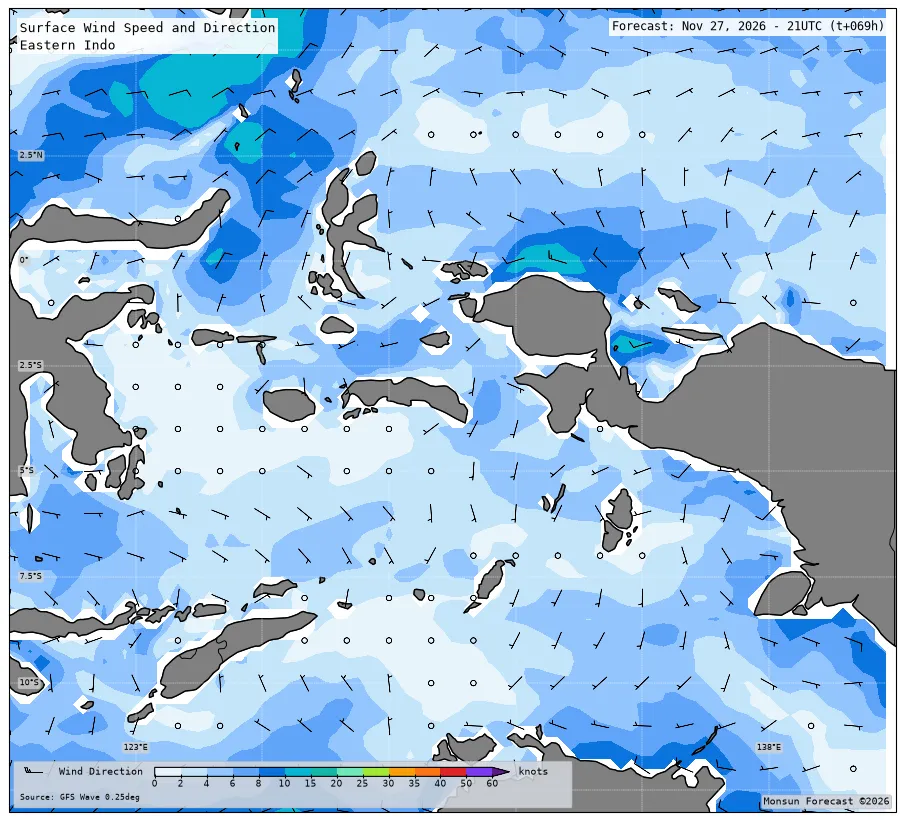 Surface Wind Speed and Direction
Eastern Indo
Forecast: Nov 27, 2026 - 21UTC (t+069h)
2.5°N
0°
2.5°S
5°S
7.5°S
10°S
123°E
138°E
Wind Direction
knots
0 2 4 6 8 10 15 20 25 30 35 40 50 60
Source: GFS Wave 0.25deg
Monsun Forecast ©2026